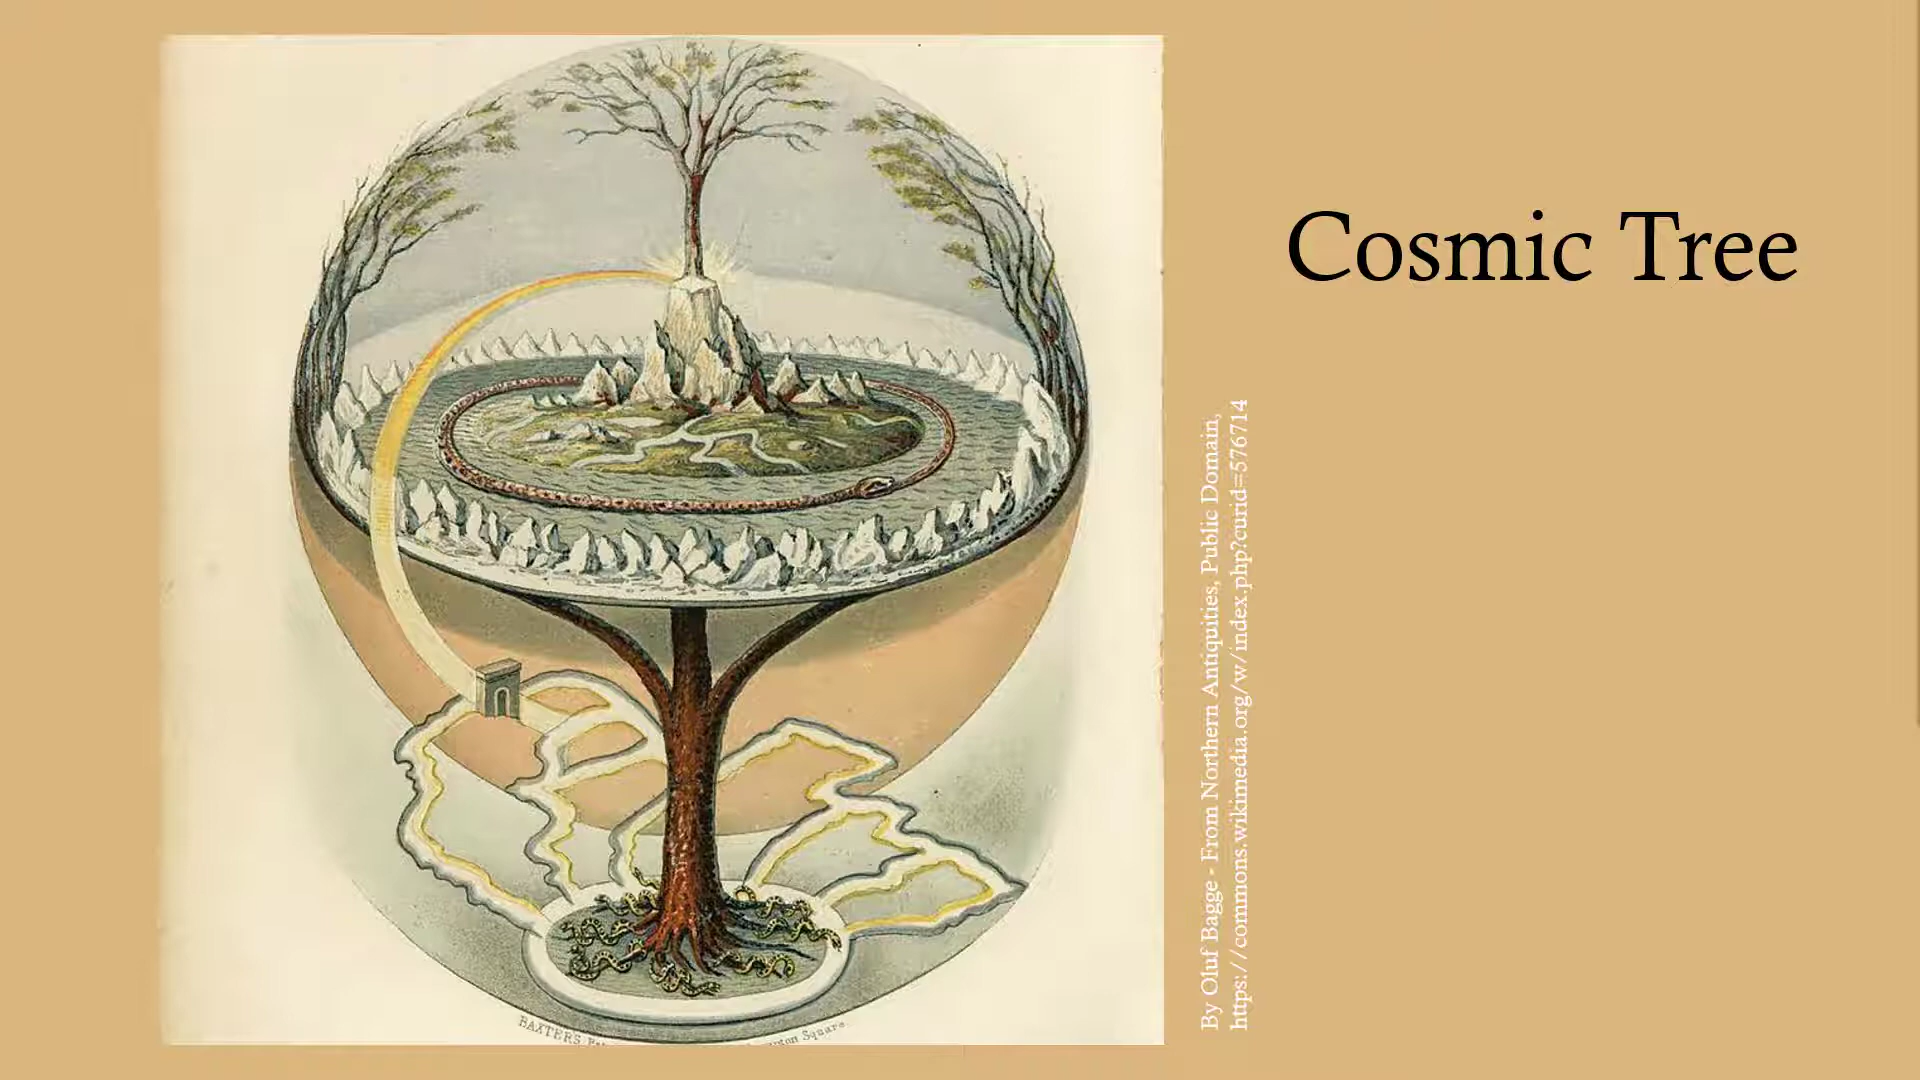 Cosmic Tree
By Oluf Bagge - From Northern Antiquities, Public Domain,
https://commons.wikimedia.org/w/index.php?curid=576714
BAXTERS Square